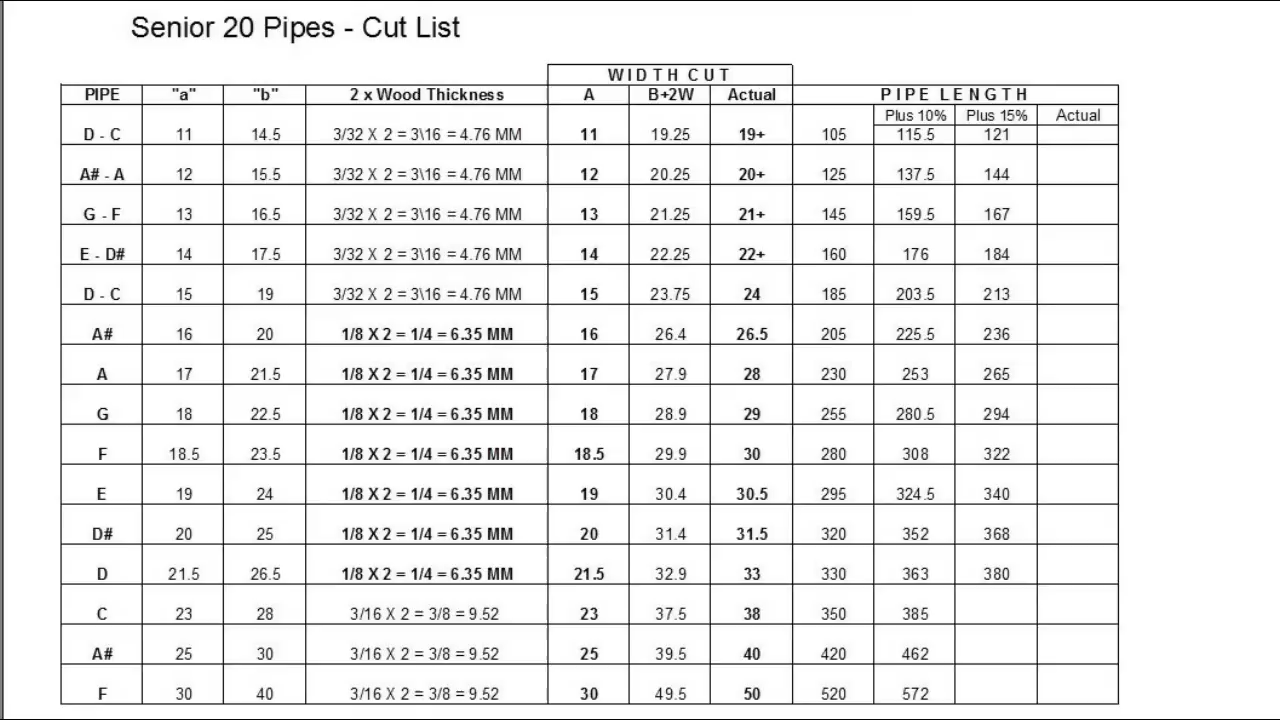 Senior 20 Pipes - Cut List
WIDTH CUT
PIPE "a" "b" 2 x Wood Thickness A B+2W Actual PIPE LENGTH
Plus 10% Plus 15% Actual
D - C 11 14.5 3/32 X 2 = 3\16 = 4.76 MM 11 19.25 19+ 105 115.5 121
A# - A 12 15.5 3/32 X 2 = 3\16 = 4.76 MM 12 20.25 20+ 125 137.5 144
G - F 13 16.5 3/32 X 2 = 3\16 = 4.76 MM 13 21.25 21+ 145 159.5 167
E - D# 14 17.5 3/32 X 2 = 3\16 = 4.76 MM 14 22.25 22+ 160 176 184
D - C 15 19 3/32 X 2 = 3\16 = 4.76 MM 15 23.75 24 185 203.5 213
A# 16 20 1/8 X 2 = 1/4 = 6.35 MM 16 26.4 26.5 205 225.5 236
A 17 21.5 1/8 X 2 = 1/4 = 6.35 MM 17 27.9 28 230 253 265
G 18 22.5 1/8 X 2 = 1/4 = 6.35 MM 18 28.9 29 255 280.5 294
F 18.5 23.5 1/8 X 2 = 1/4 = 6.35 MM 18.5 29.9 30 280 308 322
E 19 24 1/8 X 2 = 1/4 = 6.35 MM 19 30.4 30.5 295 324.5 340
D# 20 25 1/8 X 2 = 1/4 = 6.35 MM 20 31.4 31.5 320 352 368
D 21.5 26.5 1/8 X 2 = 1/4 = 6.35 MM 21.5 32.9 33 330 363 380
C 23 28 3/16 X 2 = 3/8 = 9.52 23 37.5 38 350 385
A# 25 30 3/16 X 2 = 3/8 = 9.52 25 39.5 40 420 462
F 30 40 3/16 X 2 = 3/8 = 9.52 30 49.5 50 520 572